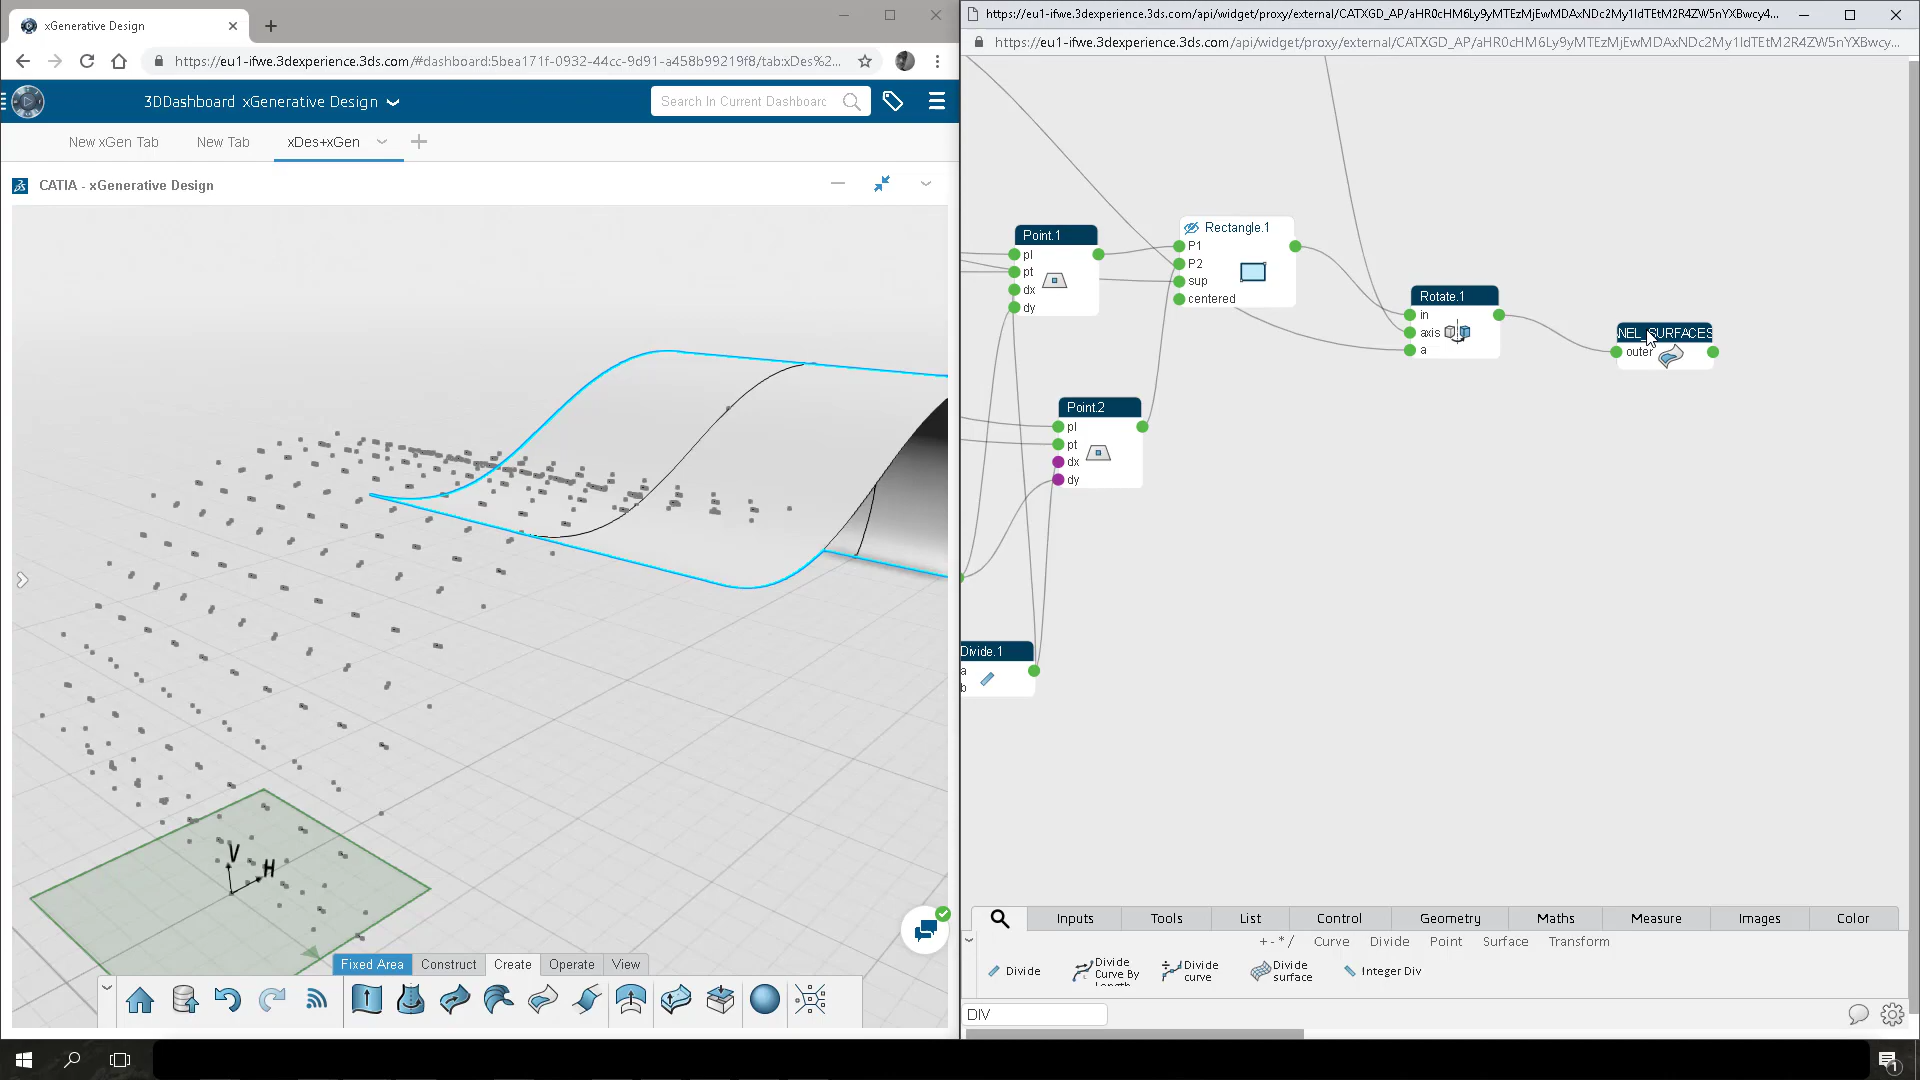 xGenerative Design
https://eu1-ifwe.3dexperience.3ds.com/#dashboard:5bea171f-0932-44cc-9d91-a458b99219f8/tab:xDes%2...
3DDashboard xGenerative Design
Search In Current Dashboard
New xGen Tab
New Tab
xDes+xGen
CATIA - xGenerative Design
V
H
Fixed Area
Construct
Create
Operate
View
https://eu1-ifwe.3dexperience.3ds.com/api/widget/proxy/external/CATXGD_AP/aHR0cHM6Ly9yMTEzMjEwMDAxNDc2My1ldTEtM2R4ZW5nYXBwcy4...
https://eu1-ifwe.3dexperience.3ds.com/api/widget/proxy/external/CATXGD_AP/aHR0cHM6Ly9yMTEzMjEwMDAxNDc2My1ldTEtM2R4ZW5nYXBwcy...
Point.1
pl
pt
dx
dy
Rectangle.1
P1
P2
sup
centered
Rotate.1
in
axis
a
NEL_SURFACES
outer
Point.2
pl
pt
dx
dy
Divide.1
a
b
Inputs
Tools
List
Control
Geometry
Maths
Measure
Images
Color
+-*/
Curve
Divide
Point
Surface
Transform
Divide
Divide
Curve By
Length
Divide
curve
Divide
surface
Integer Div
DIV
1